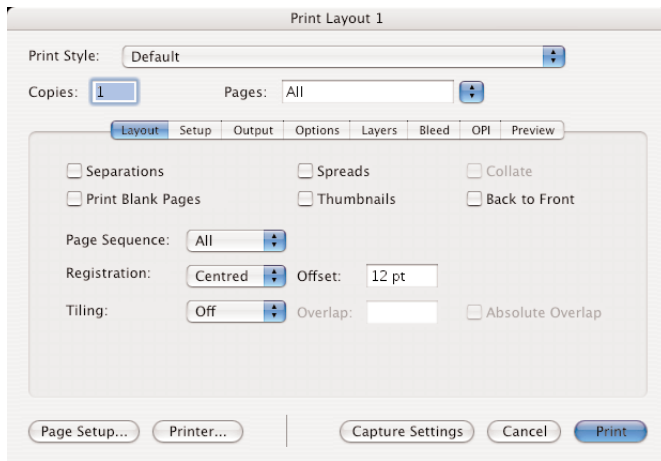 Print Layout 1
Print Style: Default
Copies: 1 Pages: All
Layout Setup Output Options Layers Bleed OPI Preview
Separations Spreads Collate
Print Blank Pages Thumbnails Back to Front
Page Sequence: All
Registration: Centred Offset: 12 pt
Tiling: Off Overlap: Absolute Overlap
Page Setup... Printer... Capture Settings Cancel Print